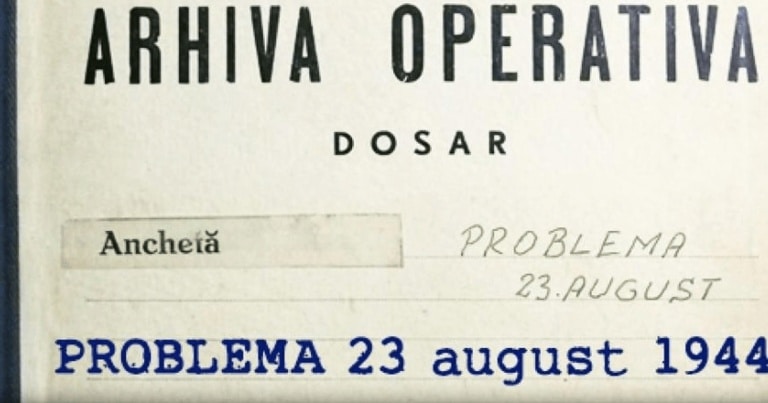 ARHIVA OPERATIVA
DOSAR
Anchetă PROBLEMA
23.AUGUST
PROBLEMA 23 august 1944